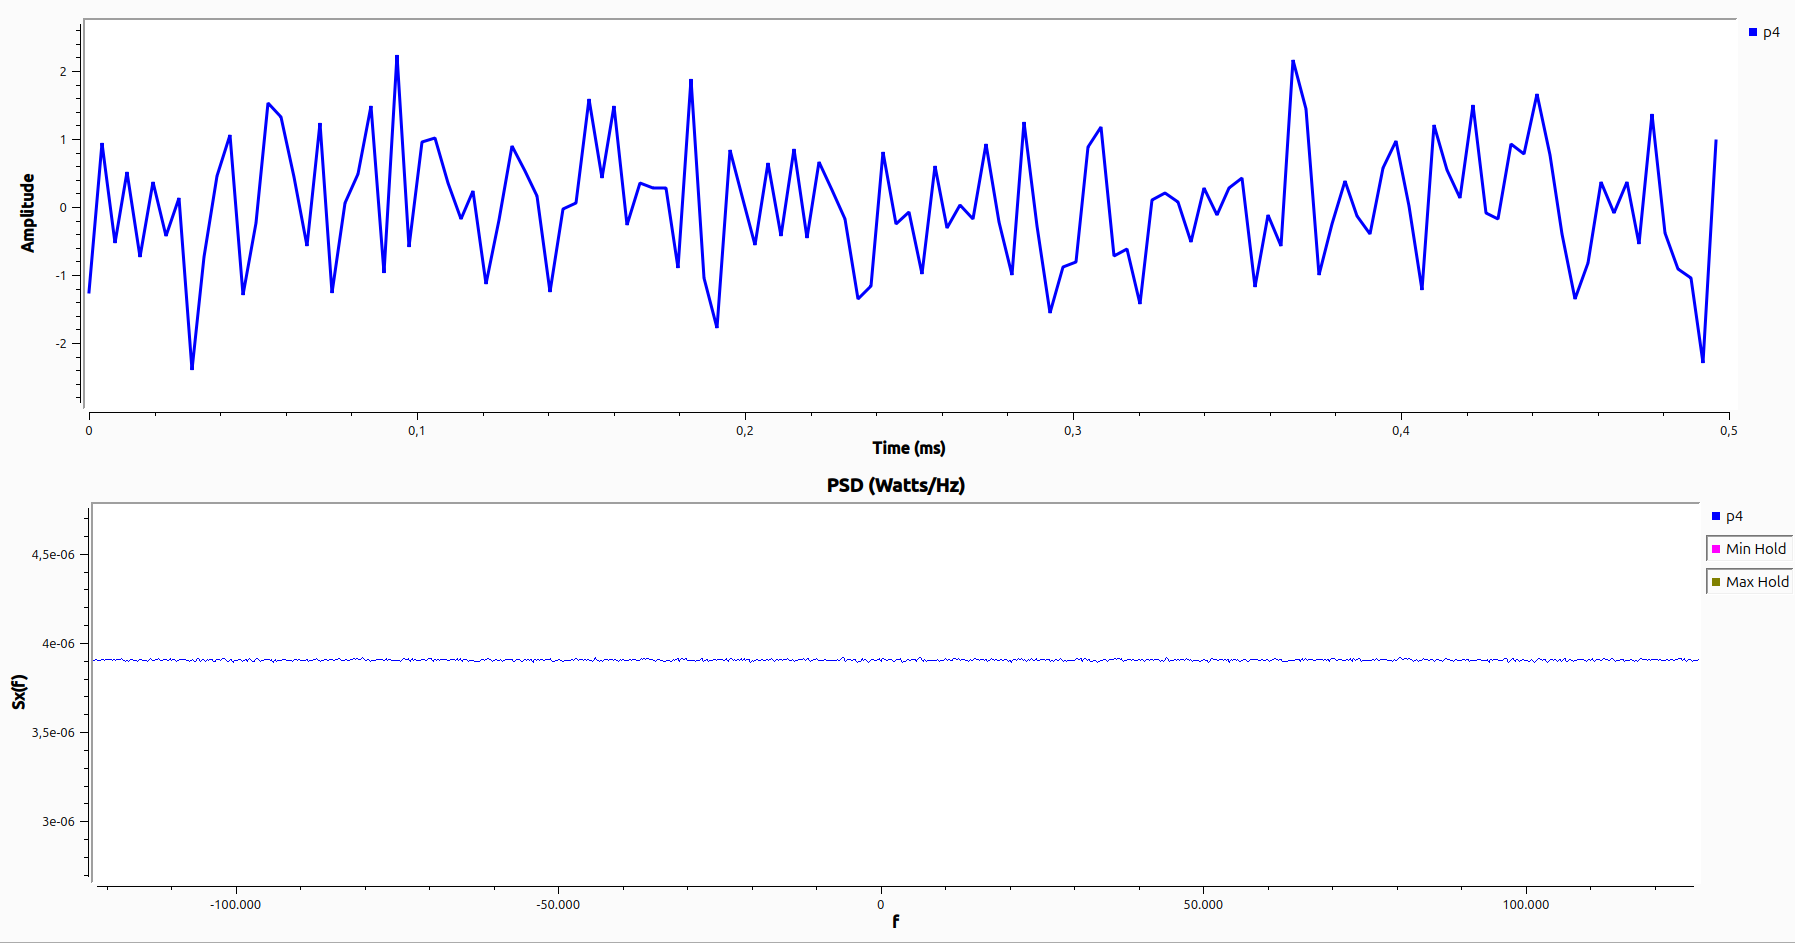 p4
2
1
0
-1
-2
Amplitude
0 0,1 0,2 0,3 0,4 0,5
Time (ms)
PSD (Watts/Hz)
p4
Min Hold
Max Hold
4,5e-06
4e-06
3,5e-06
3e-06
Sx(f)
-100.000 -50.000 0 50.000 100.000
f